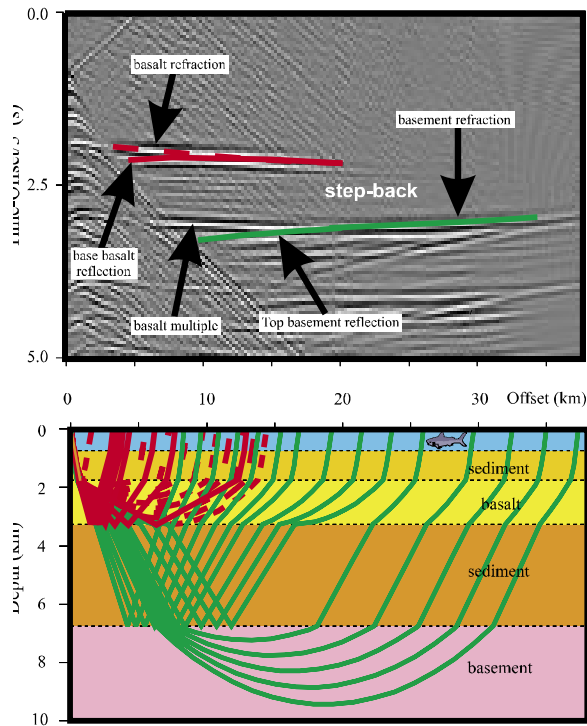 0.0
basalt refraction
basement refraction
2.5
step-back
base basalt
reflection
basalt multiple
Top basement reflection
5.0
0 10 20 Offset (km) 30
0
sediment
2
basalt
4
sediment
6
8
basement
10